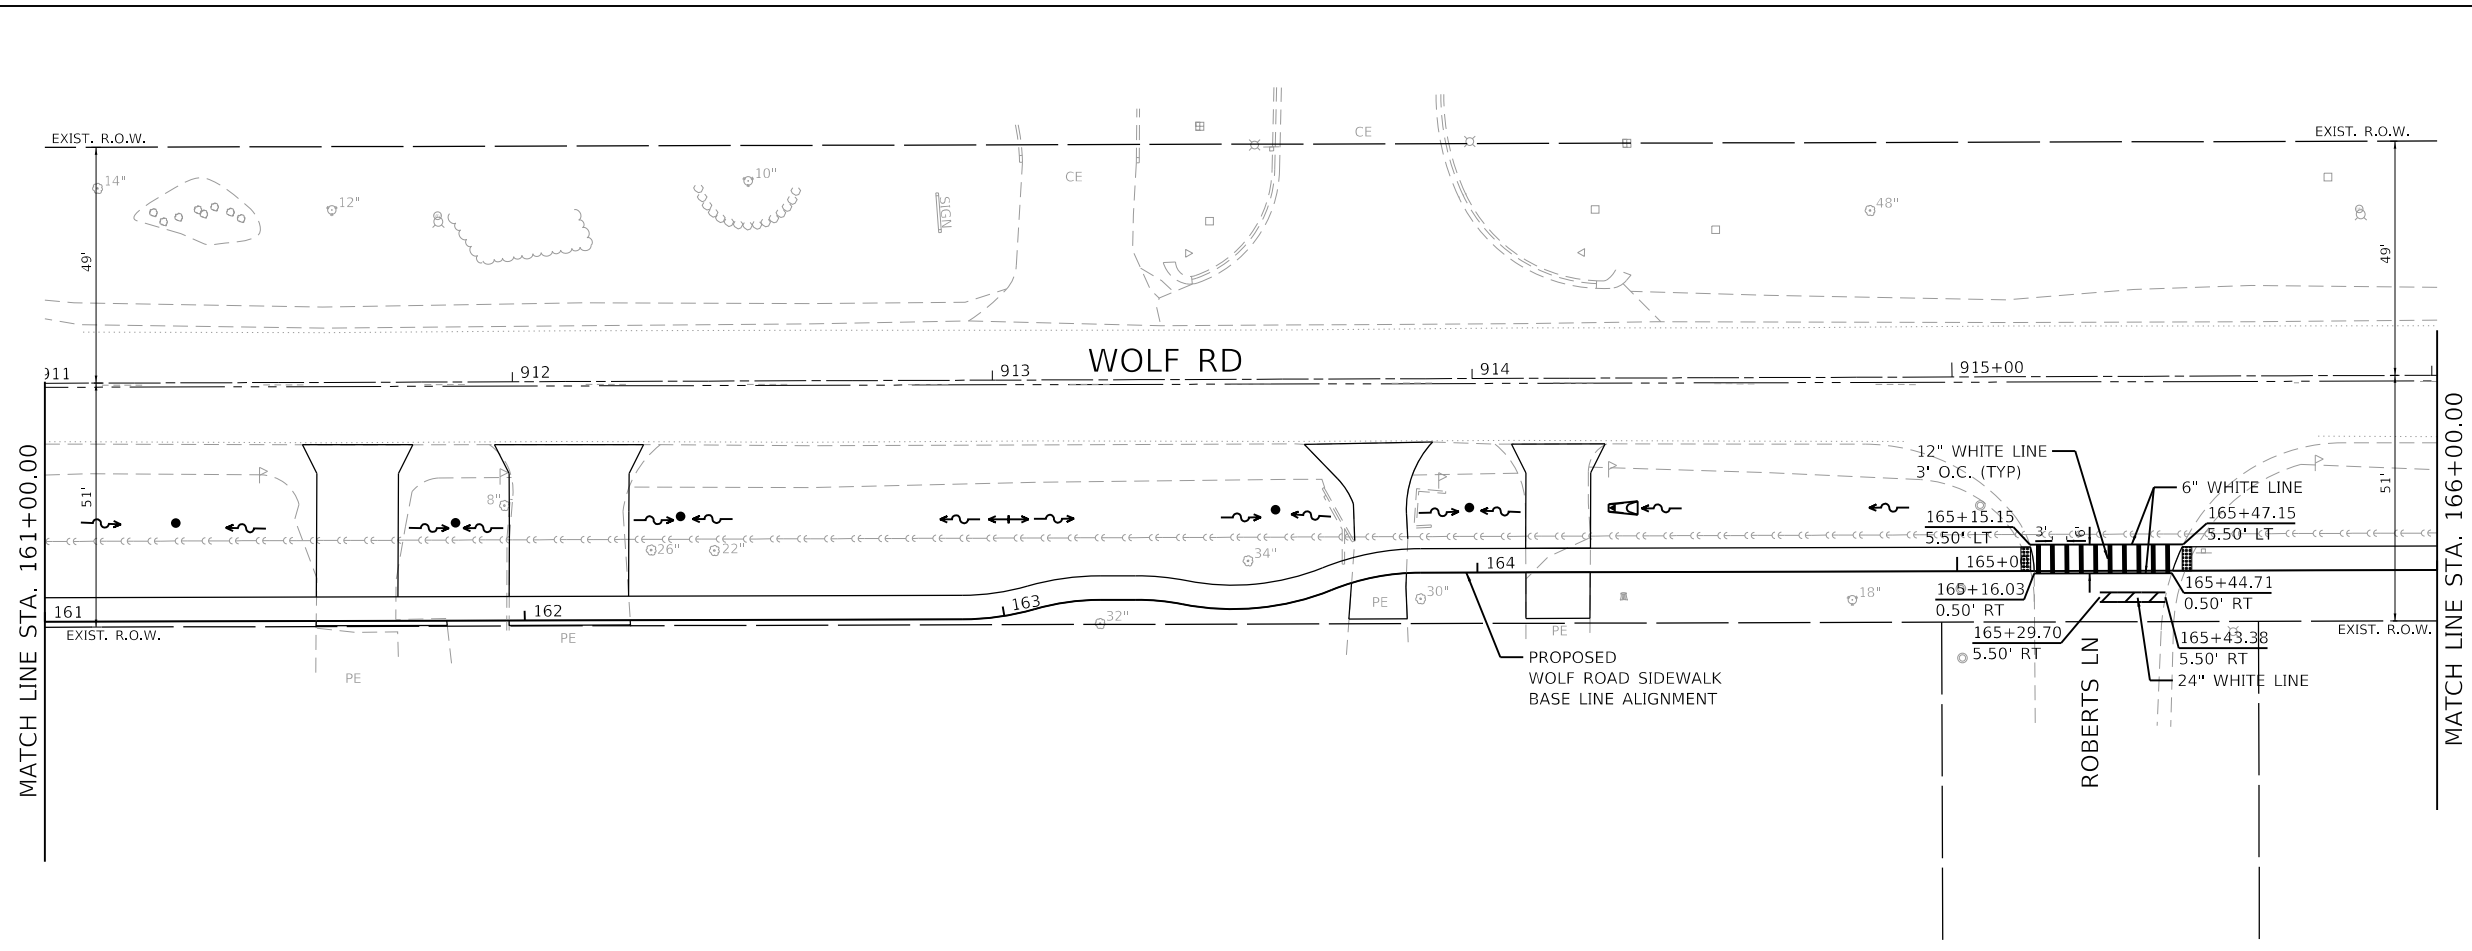 EXIST. R.O.W.
EXIST. R.O.W.
CE
CE
14"
12"
10"
SIGN
48"
49'
49'
WOLF RD
911
912
913
914
915+00
MATCH LINE STA. 161+00.00
MATCH LINE STA. 166+00.00
51'
51'
8"
26"
22"
34"
30"
32"
18"
12" WHITE LINE
3' O.C. (TYP)
6" WHITE LINE
165+15.15
5.50' LT
3'
6'
165+47.15
5.50' LT
161
162
163
164
165+0
165+16.03
0.50' RT
165+44.71
0.50' RT
EXIST. R.O.W.
PE
PE
PE
PE
165+29.70
5.50' RT
165+43.38
5.50' RT
EXIST. R.O.W.
24" WHITE LINE
PROPOSED
WOLF ROAD SIDEWALK
BASE LINE ALIGNMENT
ROBERTS LN